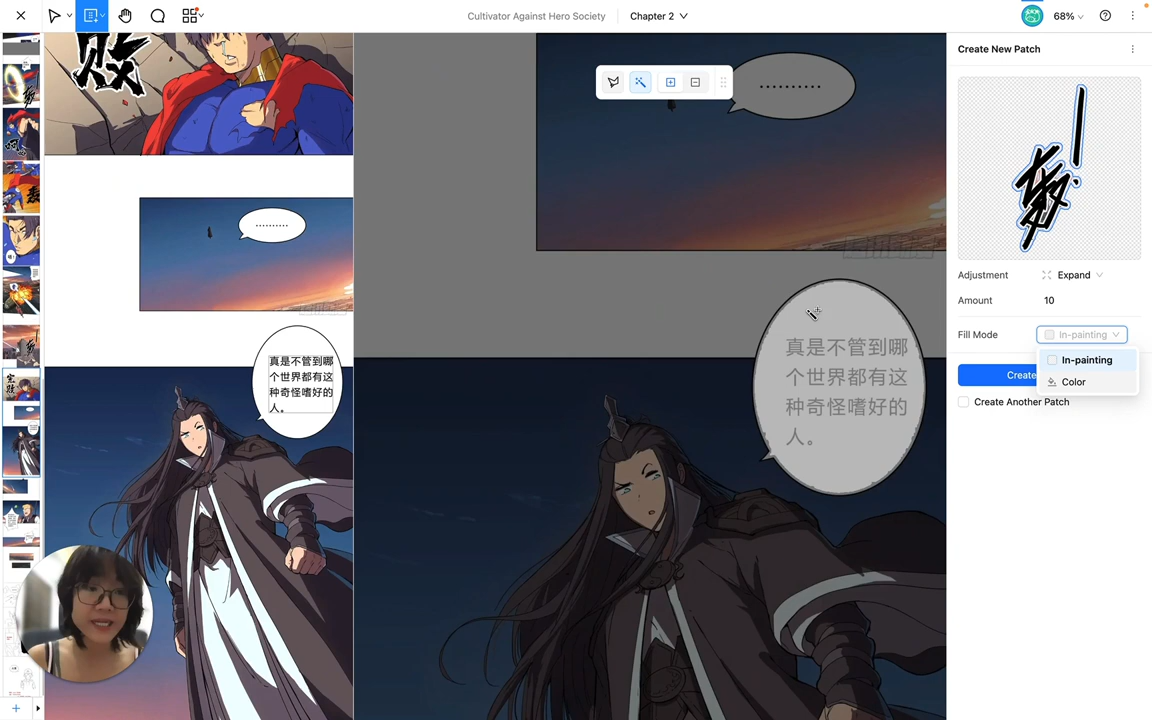 Cultivator Against Hero Society
Chapter 2
68%
Create New Patch
败
..........
..........
真是不管到哪
个世界都有这
种奇怪嗜好的
人。
真是不管到哪
个世界都有这
种奇怪嗜好的
人。
Adjustment
Expand
Amount
10
Fill Mode
In-painting
In-painting
Color
Create
Create Another Patch